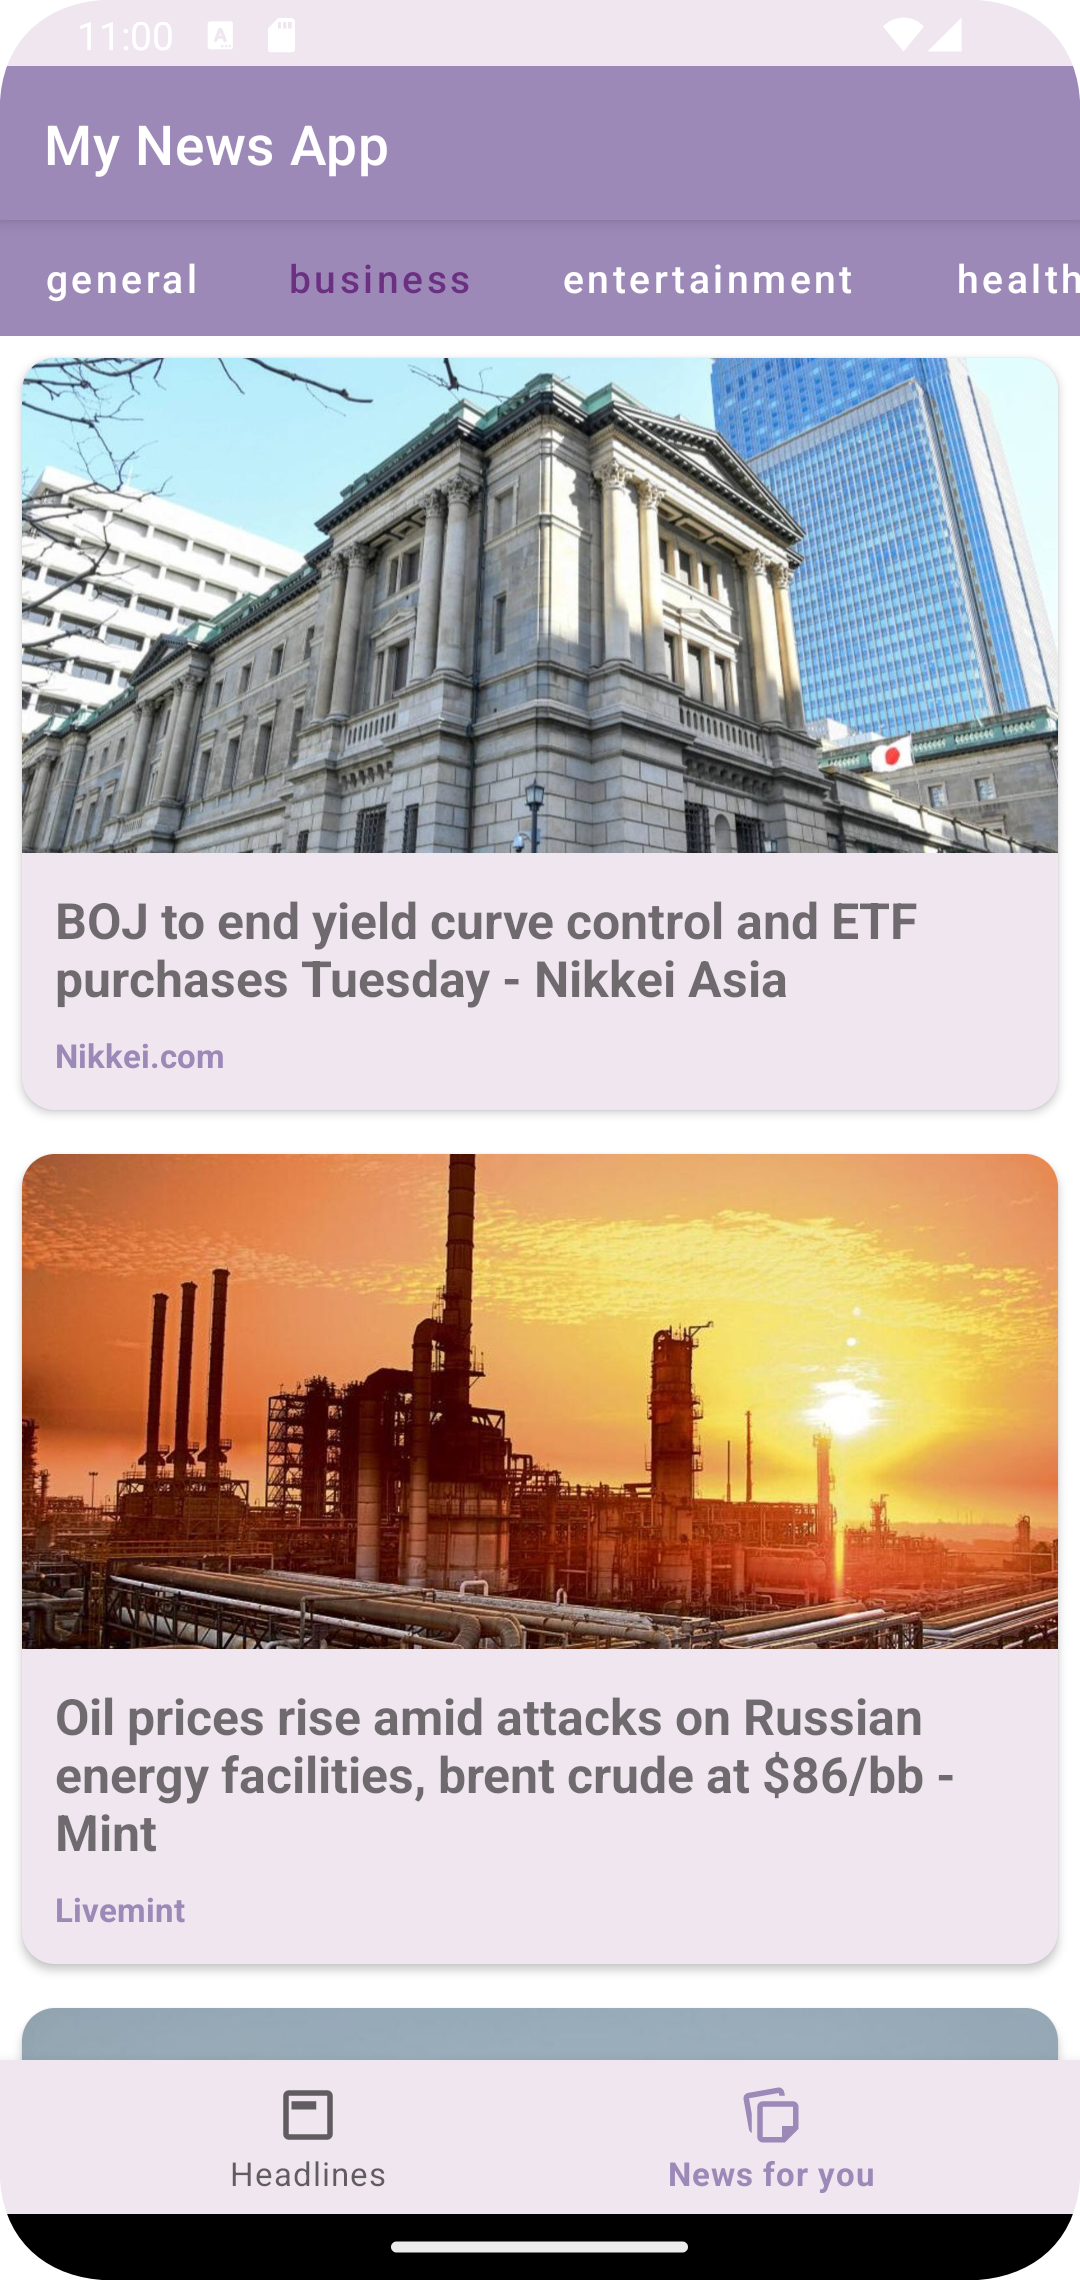 11:00
My News App
general business entertainment health
BOJ to end yield curve control and ETF
purchases Tuesday - Nikkei Asia
Nikkei.com
Oil prices rise amid attacks on Russian
energy facilities, brent crude at $86/bb -
Mint
Livemint
Headlines News for you